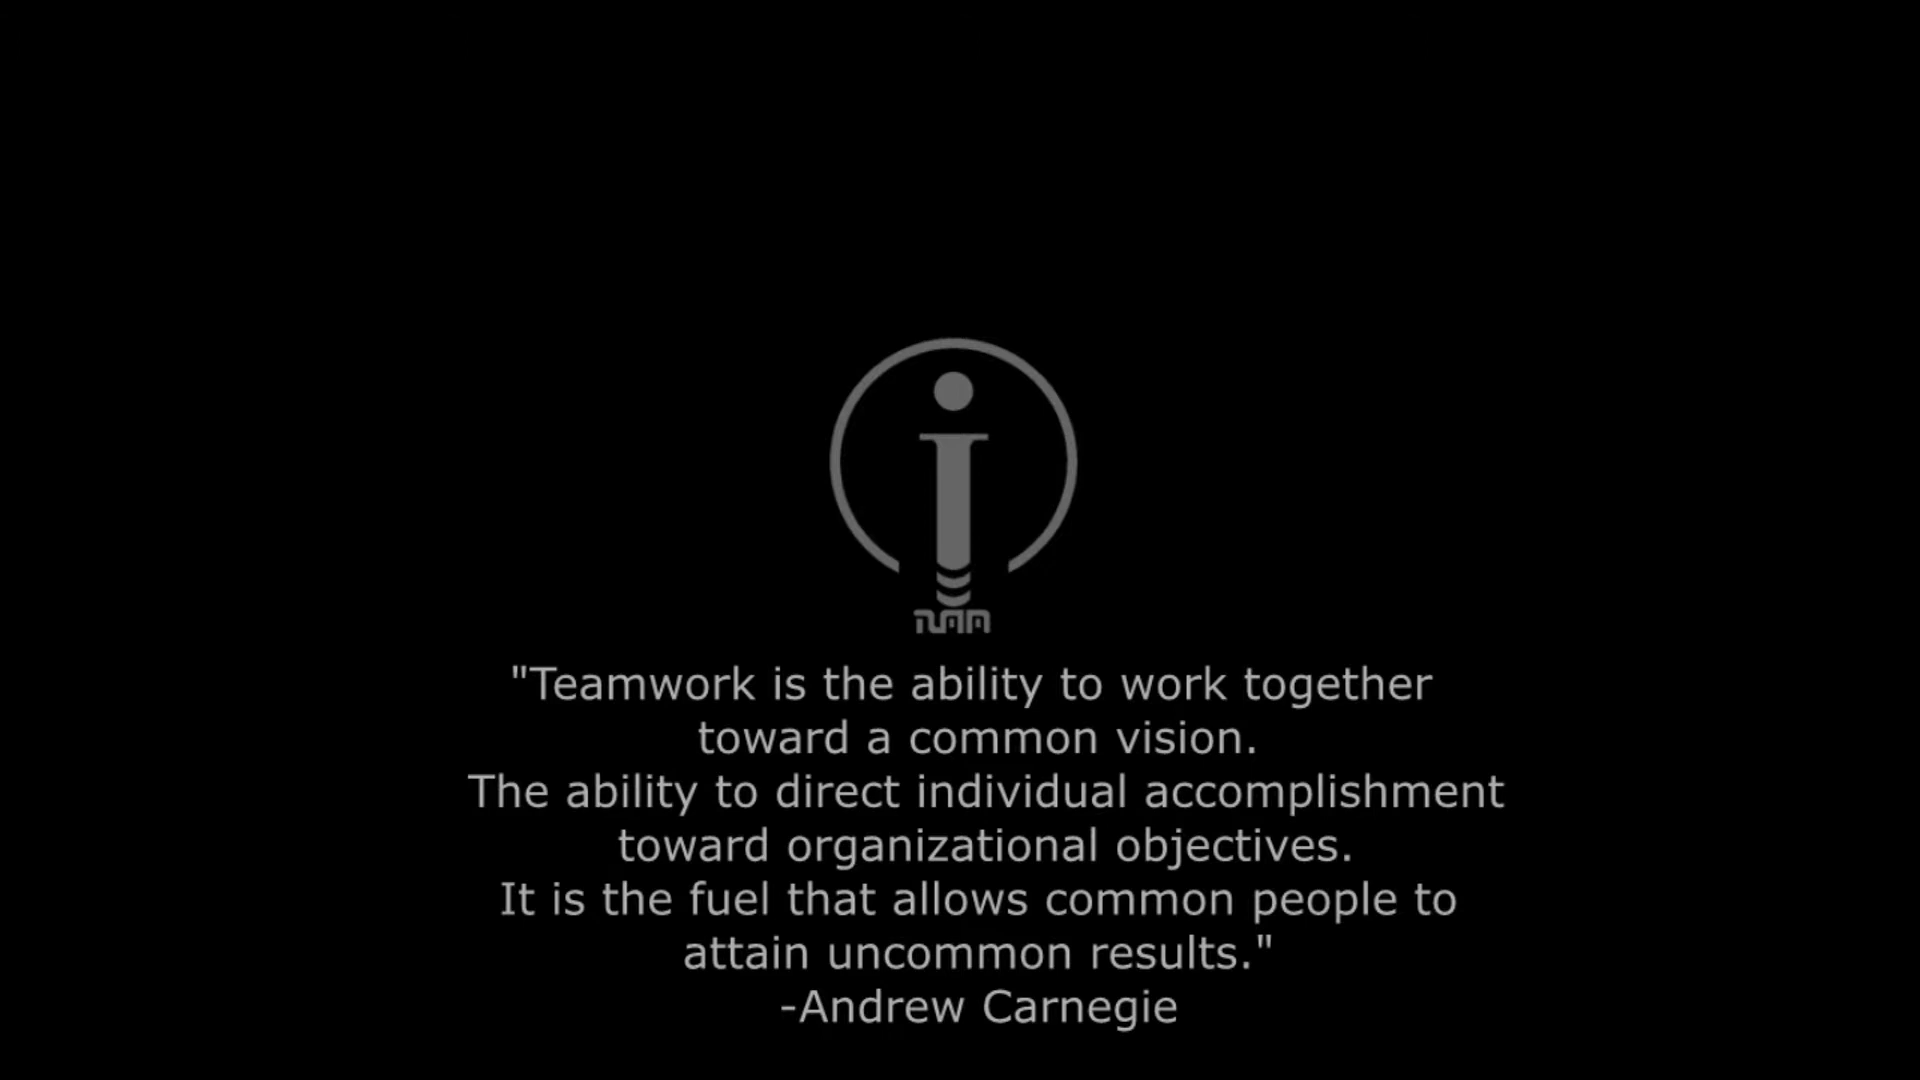 "Teamwork is the ability to work together
toward a common vision.
The ability to direct individual accomplishment
toward organizational objectives.
It is the fuel that allows common people to
attain uncommon results."
-Andrew Carnegie